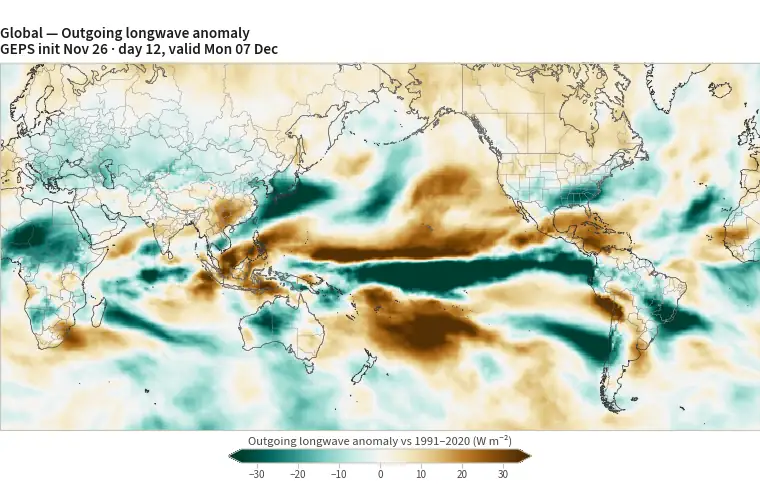 Global — Outgoing longwave anomaly
GEPS init Nov 26 · day 12, valid Mon 07 Dec
Outgoing longwave anomaly vs 1991–2020 (W m⁻²)
−30 −20 −10 0 10 20 30